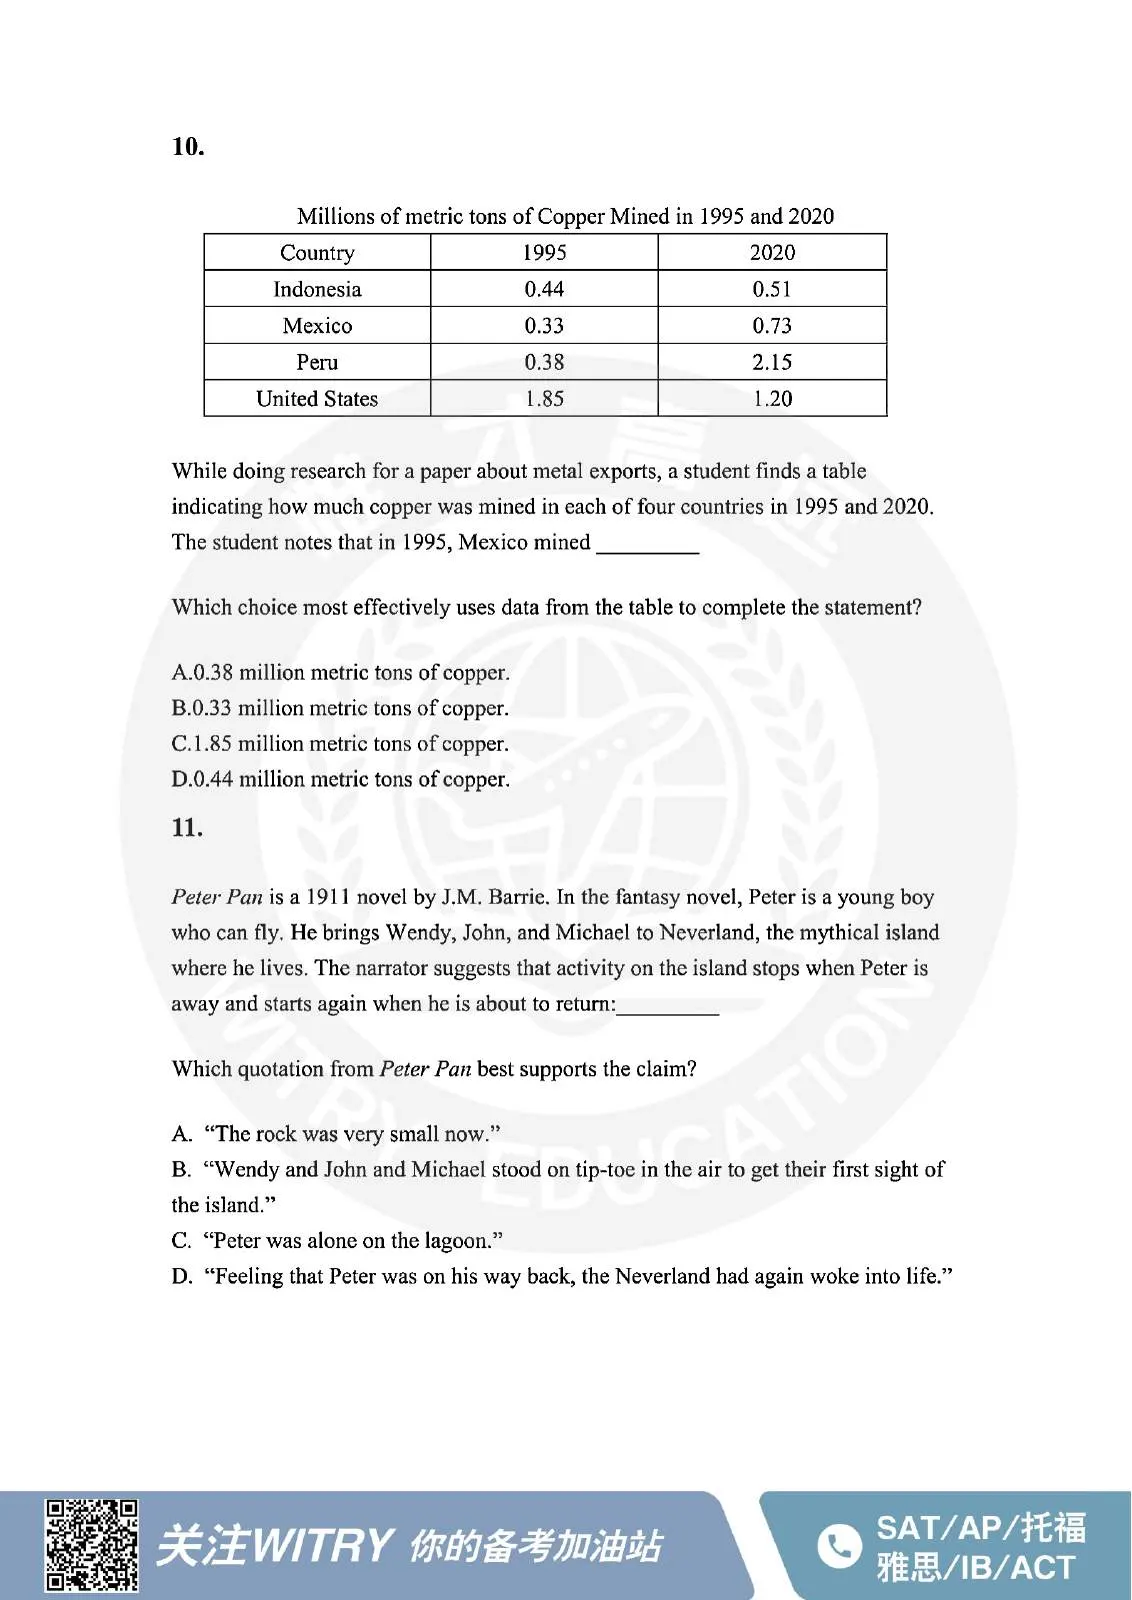 10.
Millions of metric tons of Copper Mined in 1995 and 2020
Country 1995 2020
Indonesia 0.44 0.51
Mexico 0.33 0.73
Peru 0.38 2.15
United States 1.85 1.20
While doing research for a paper about metal exports, a student finds a table
indicating how much copper was mined in each of four countries in 1995 and 2020.
The student notes that in 1995, Mexico mined __________
Which choice most effectively uses data from the table to complete the statement?
A.0.38 million metric tons of copper.
B.0.33 million metric tons of copper.
C.1.85 million metric tons of copper.
D.0.44 million metric tons of copper.
11.
Peter Pan is a 1911 novel by J.M. Barrie. In the fantasy novel, Peter is a young boy
who can fly. He brings Wendy, John, and Michael to Neverland, the mythical island
where he lives. The narrator suggests that activity on the island stops when Peter is
away and starts again when he is about to return:__________
Which quotation from Peter Pan best supports the claim?
A. “The rock was very small now.”
B. “Wendy and John and Michael stood on tip-toe in the air to get their first sight of
the island.”
C. “Peter was alone on the lagoon.”
D. “Feeling that Peter was on his way back, the Neverland had again woke into life.”
WITRY EDUCATION
关注WITRY 你的备考加油站
SAT/AP/托福
雅思/IB/ACT